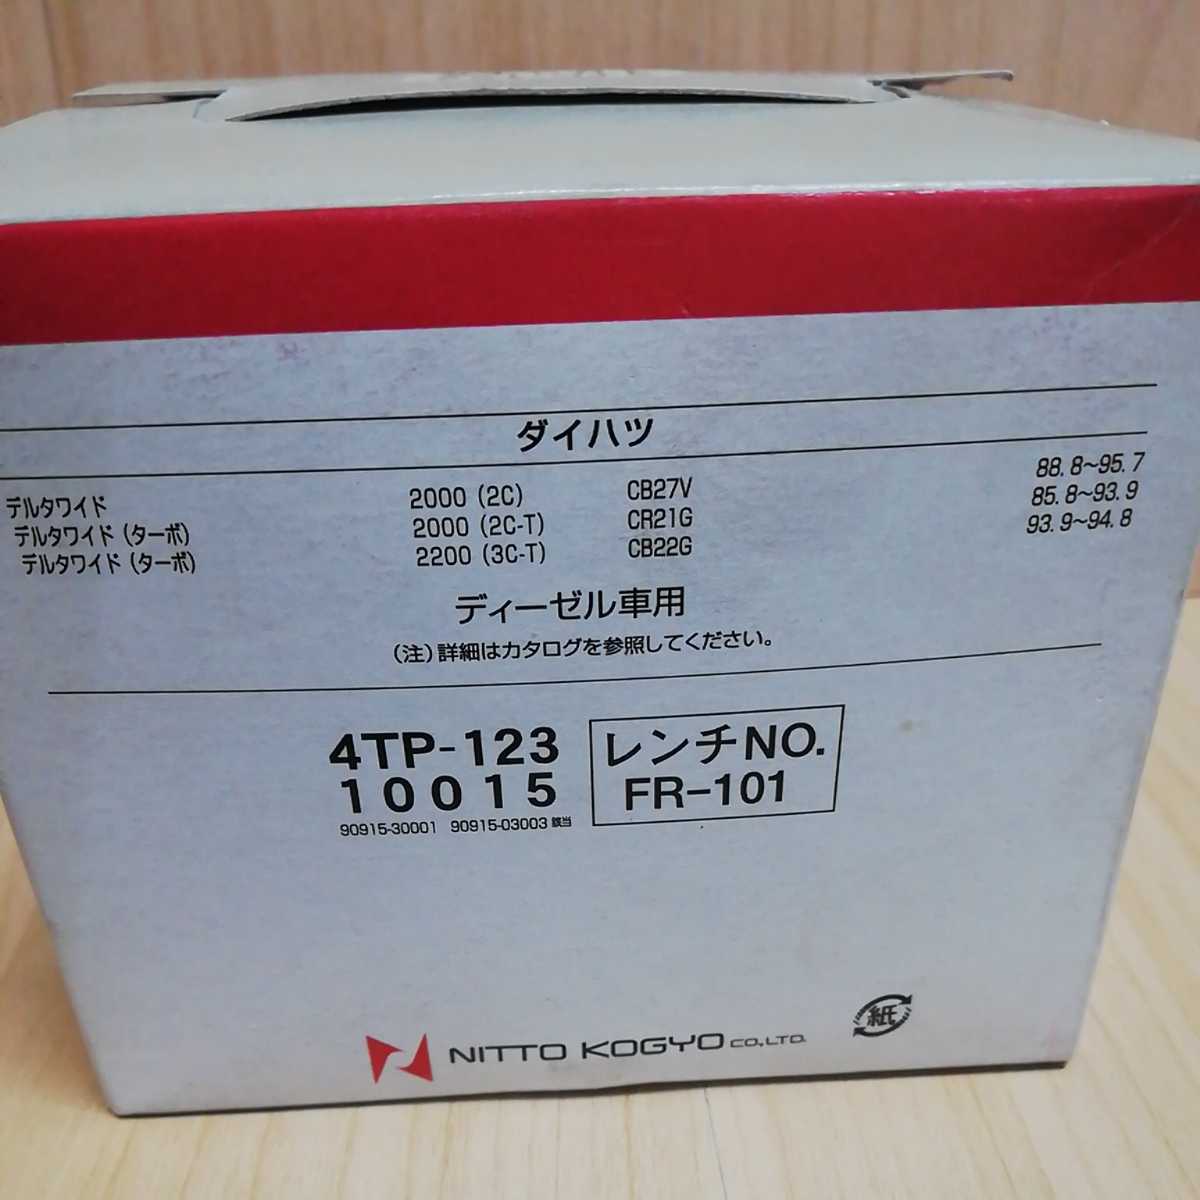 ダイハツ
デルタワイド 2000 (2C) CB27V 88.8~95.7
デルタワイド (ターボ) 2000 (2C-T) CR21G 85.8~93.9
デルタワイド (ターボ) 2200 (3C-T) CB22G 93.9~94.8
ディーゼル車用
(注)詳細はカタログを参照してください。
4TP-123
10015
90915-30001 90915-03003 該当
レンチNO.
FR-101
紙
NITTO KOGYO CO.,LTD.